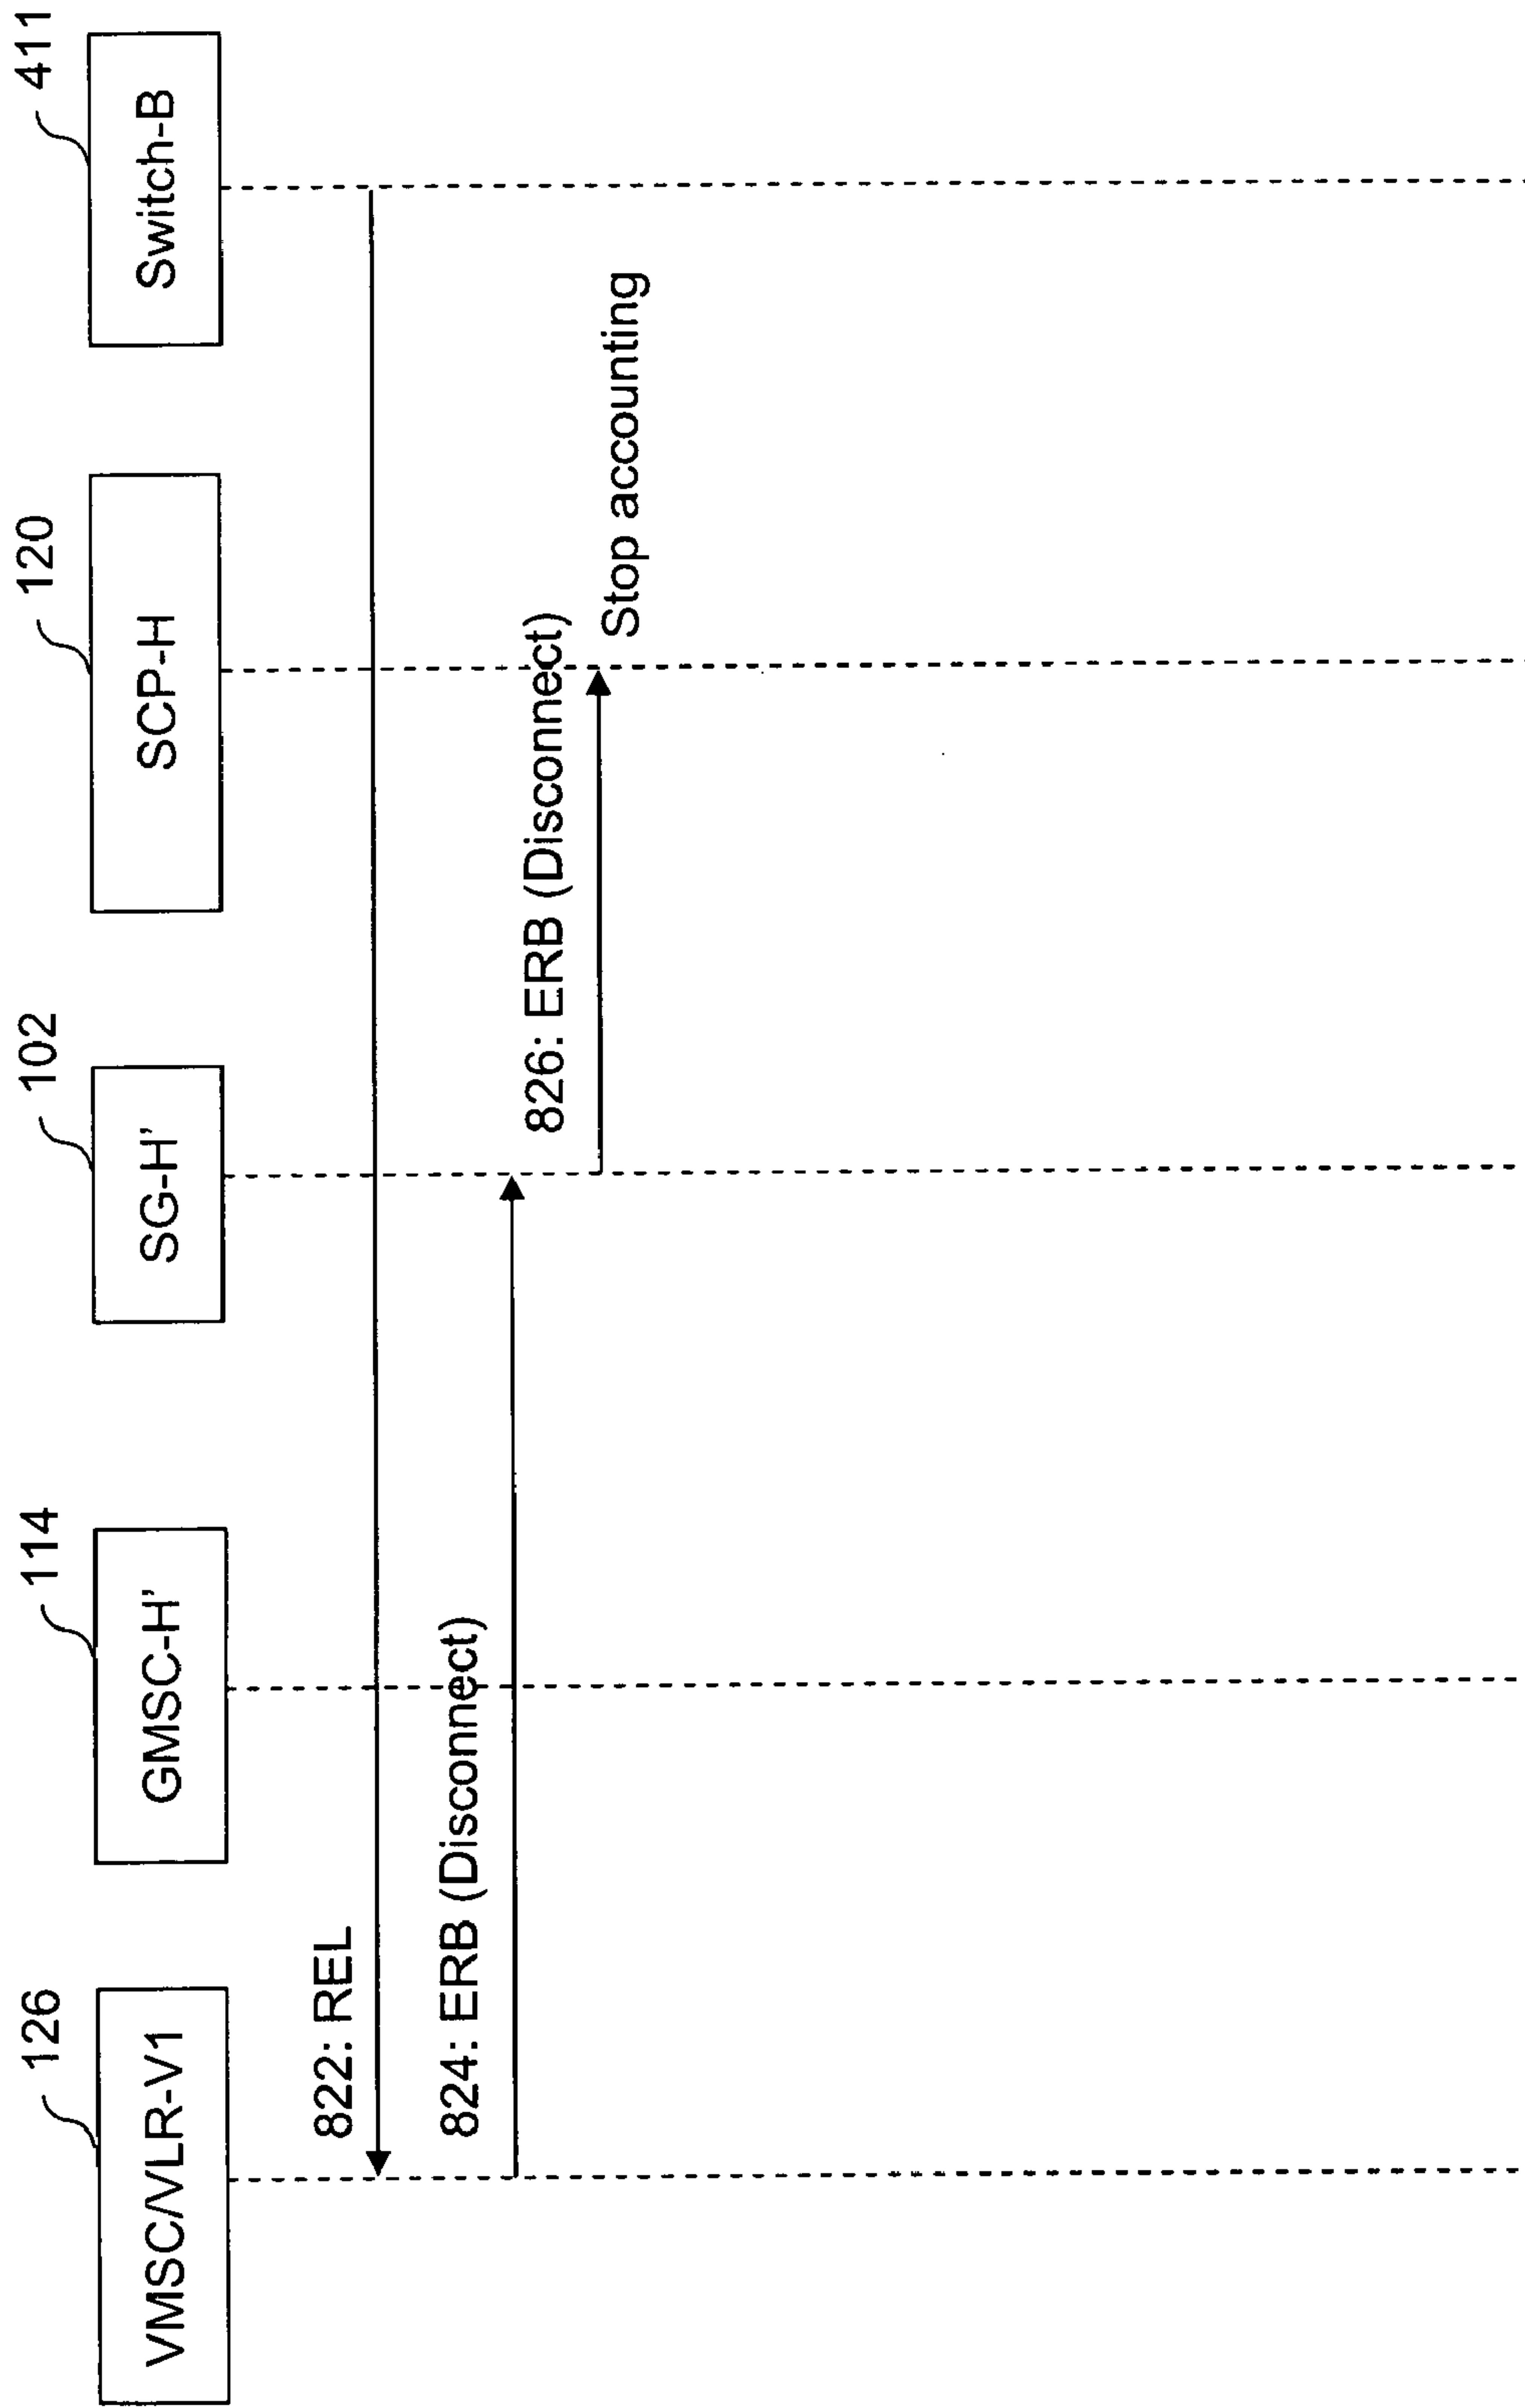 126
114
102
120
411
VMSC/VLR-V1
GMSC-H'
SG-H'
SCP-H
Switch-B
822: REL
824: ERB (Disconnect)
826: ERB (Disconnect)
Stop accounting